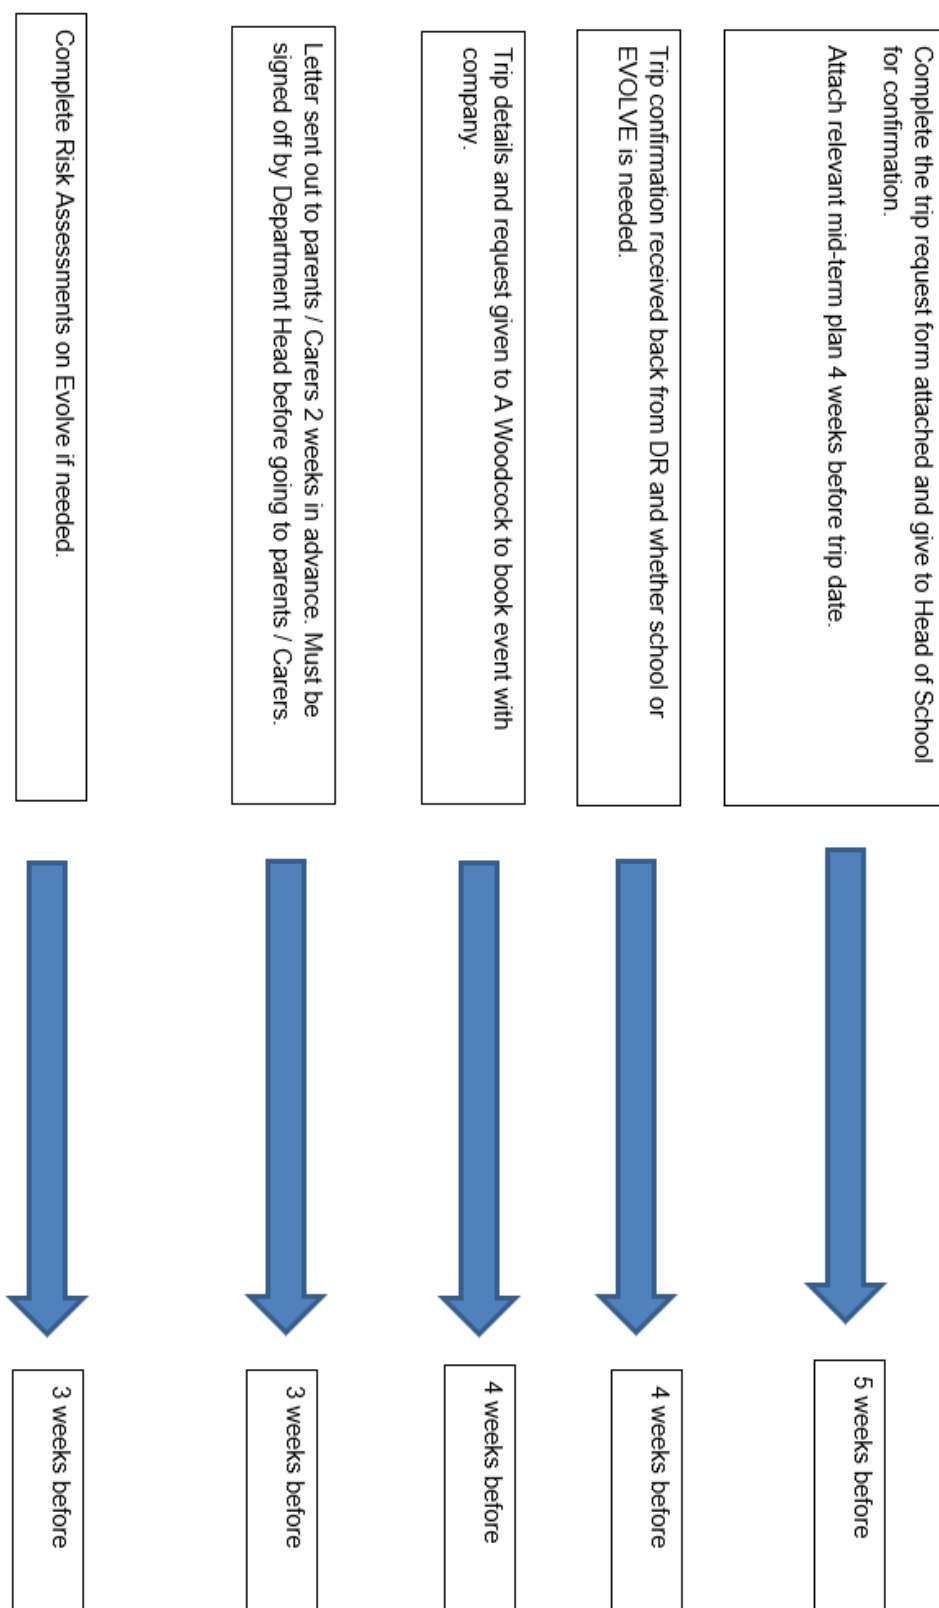 Complete the trip request form attached and give to Head of School
for confirmation.
Attach relevant mid-term plan 4 weeks before trip date.
5 weeks before
Trip confirmation received back from DR and whether school or
EVOLVE is needed.
4 weeks before
Trip details and request given to A Woodcock to book event with
company.
4 weeks before
Letter sent out to parents / Carers 2 weeks in advance. Must be
signed off by Department Head before going to parents / Carers.
3 weeks before
Complete Risk Assessments on Evolve if needed.
3 weeks before